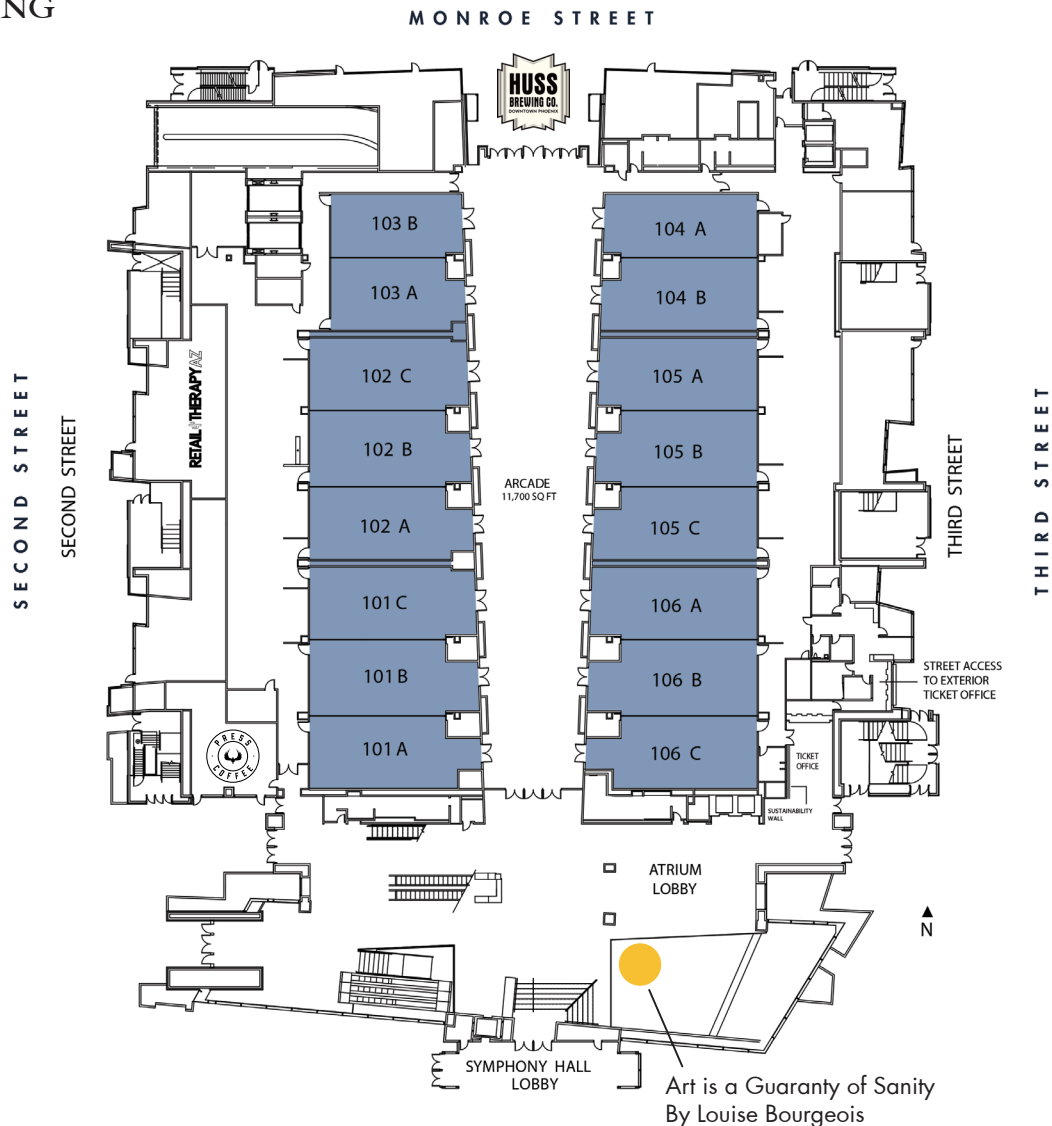 NG
MONROE STREET
HUSS
BREWING CO.
DOWNTOWN PHOENIX
103 B
104 A
103 A
104 B
102 C
105 A
RETAIL THERAPY AZ
102 B
105 B
SECOND STREET
SECOND STREET
ARCADE
11,700 SQ FT
THIRD STREET
THIRD STREET
102 A
105 C
101 C
106 A
101 B
106 B
STREET ACCESS
TO EXTERIOR
TICKET OFFICE
PRESS
COFFEE
101 A
106 C
TICKET
OFFICE
SUSTAINABILITY
WALL
ATRIUM
LOBBY
N
SYMPHONY HALL
LOBBY
Art is a Guaranty of Sanity
By Louise Bourgeois